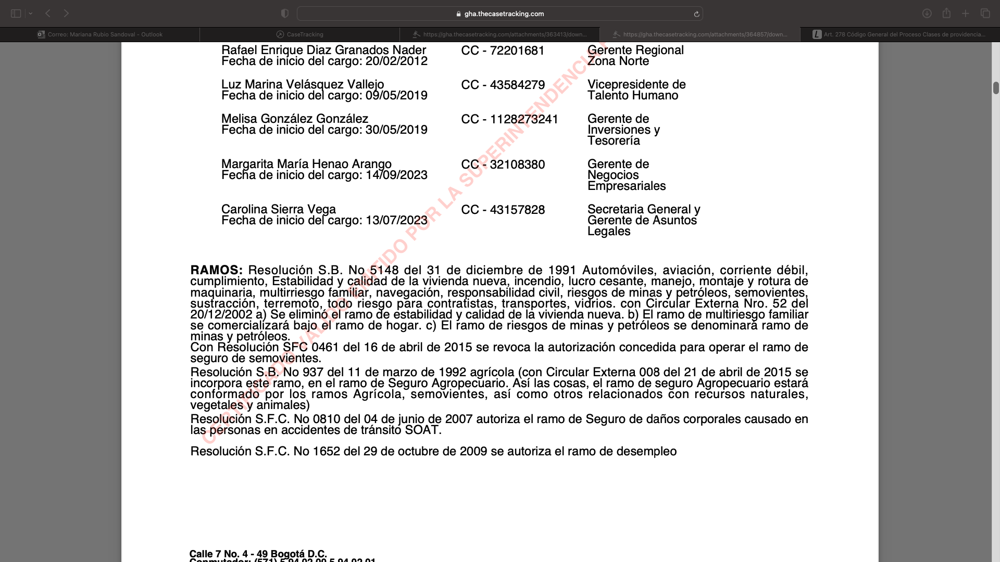 gha.thecasetracking.com
Correo: Mariana Rubio Sandoval - Outlook
CaseTracking
https://gha.thecasetracking.com/attachments/363413/down...
https://gha.thecasetracking.com/attachments/364857/down...
Art. 278 Código General del Proceso Clases de providencia...
Rafael Enrique Diaz Granados Nader CC - 72201681 Gerente Regional
Fecha de inicio del cargo: 20/02/2012 Zona Norte
Luz Marina Velásquez Vallejo CC - 43584279 Vicepresidente de
Fecha de inicio del cargo: 09/05/2019 Talento Humano
Melisa González González CC - 1128273241 Gerente de
Fecha de inicio del cargo: 30/05/2019 Inversiones y
Tesorería
Margarita María Henao Arango CC - 32108380 Gerente de
Fecha de inicio del cargo: 14/09/2023 Negocios
Empresariales
Carolina Sierra Vega CC - 43157828 Secretaria General y
Fecha de inicio del cargo: 13/07/2023 Gerente de Asuntos
Legales
RAMOS: Resolución S.B. No 5148 del 31 de diciembre de 1991 Automóviles, aviación, corriente débil,
cumplimiento, Estabilidad y calidad de la vivienda nueva, incendio, lucro cesante, manejo, montaje y rotura de
maquinaria, multirriesgo familiar, navegación, responsabilidad civil, riesgos de minas y petróleos, semovientes,
sustracción, terremoto, todo riesgo para contratistas, transportes, vidrios. con Circular Externa Nro. 52 del
20/12/2002 a) Se elimino el ramo de estabilidad y calidad de la vivienda nueva. b) El ramo de multiriesgo familiar
se comercializará bajo el ramo de hogar. c) El ramo de riesgos de minas y petróleos se denominará ramo de
minas y petróleos.
Con Resolución SFC 0461 del 16 de abril de 2015 se revoca la autorización concedida para operar el ramo de
seguro de semovientes.
Resolución S.B. No 937 del 11 de marzo de 1992 agrícola (con Circular Externa 008 del 21 de abril de 2015 se
incorpora este ramo, en el ramo de Seguro Agropecuario. Así las cosas, el ramo de seguro Agropecuario estará
conformado por los ramos Agrícola, semovientes, así como otros relacionados con recursos naturales,
vegetales y animales)
Resolución S.F.C. No 0810 del 04 de junio de 2007 autoriza el ramo de Seguro de daños corporales causado en
las personas en accidentes de tránsito SOAT.
Resolución S.F.C. No 1652 del 29 de octubre de 2009 se autoriza el ramo de desempleo
CERTIFICADO VALIDO EMITIDO POR LA SUPERINTENDENCIA
Calle 7 No. 4 - 49 Bogotá D.C.
Conmutador: (571) 5 94 02 00 5 94 02 01